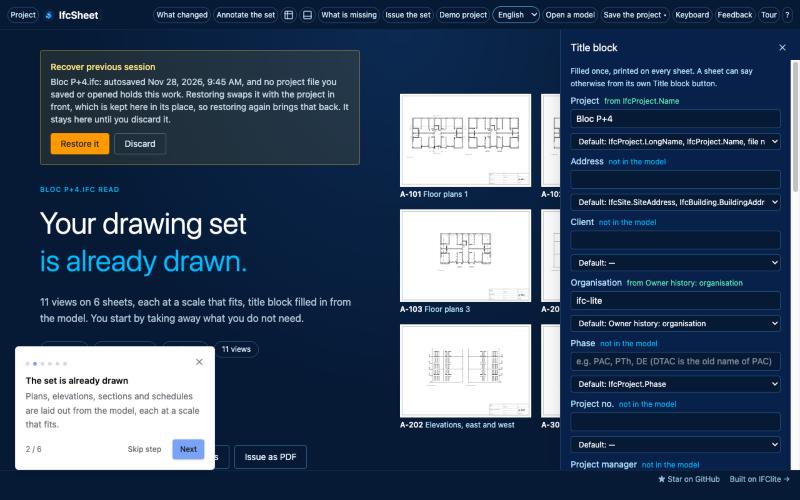 Project
IfcSheet
What changed
Annotate the set
What is missing
Issue the set
Demo project
English
Open a model
Save the project
Keyboard
Feedback
Tour
?
Recover previous session
Bloc P+4.ifc: autosaved Nov 28, 2026, 9:45 AM, and no project file you
saved or opened holds this work. Restoring swaps it with the project in
front, which is kept here in its place, so restoring again brings that back. It
stays here until you discard it.
Restore it
Discard
BLOC P+4.IFC READ
Your drawing set
is already drawn.
11 views on 6 sheets, each at a scale that fits, title block filled in from
the model. You start by taking away what you do not need.
11 views
The set is already drawn
Plans, elevations, sections and schedules
are laid out from the model, each at a scale
that fits.
2 / 6
Skip step
Next
s
Issue as PDF
A-101 Floor plans 1
A-10
A-103 Floor plans 3
A-20
A-202 Elevations, east and west
A-30
Title block
Filled once, printed on every sheet. A sheet can say
otherwise from its own Title block button.
Project from IfcProject.Name
Bloc P+4
Default: IfcProject.LongName, IfcProject.Name, file n
Address not in the model
Default: IfcSite.SiteAddress, IfcBuilding.BuildingAddr
Client not in the model
Default: —
Organisation from Owner history: organisation
ifc-lite
Default: Owner history: organisation
Phase not in the model
e.g. PAC, PTh, DE (DTAC is the old name of PAC)
Default: IfcProject.Phase
Project no. not in the model
Default: —
Project manager not in the model
Star on GitHub
Built on IFClite →